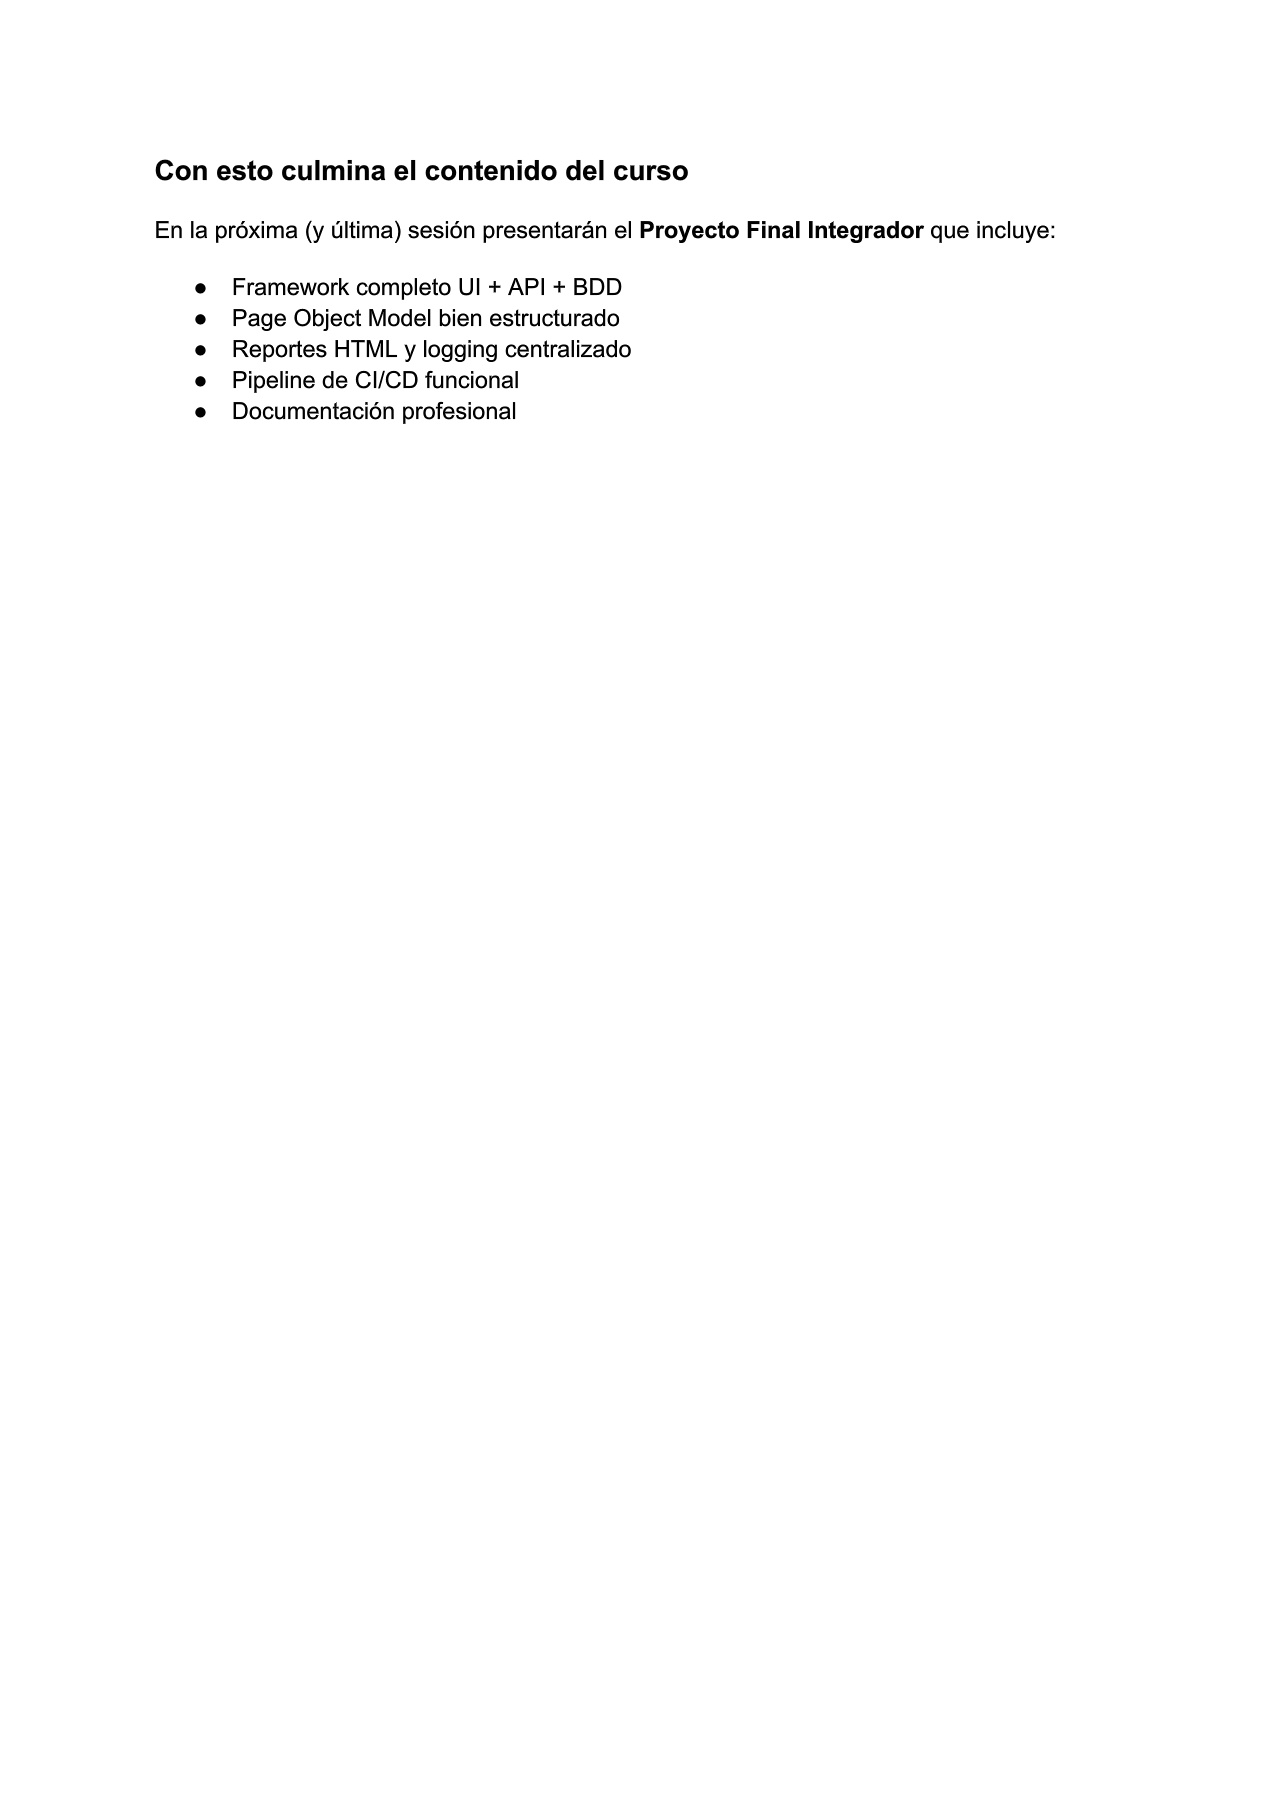 Con esto culmina el contenido del curso
En la próxima (y última) sesión presentarán el Proyecto Final Integrador que incluye:
● Framework completo UI + API + BDD
● Page Object Model bien estructurado
● Reportes HTML y logging centralizado
● Pipeline de CI/CD funcional
● Documentación profesional